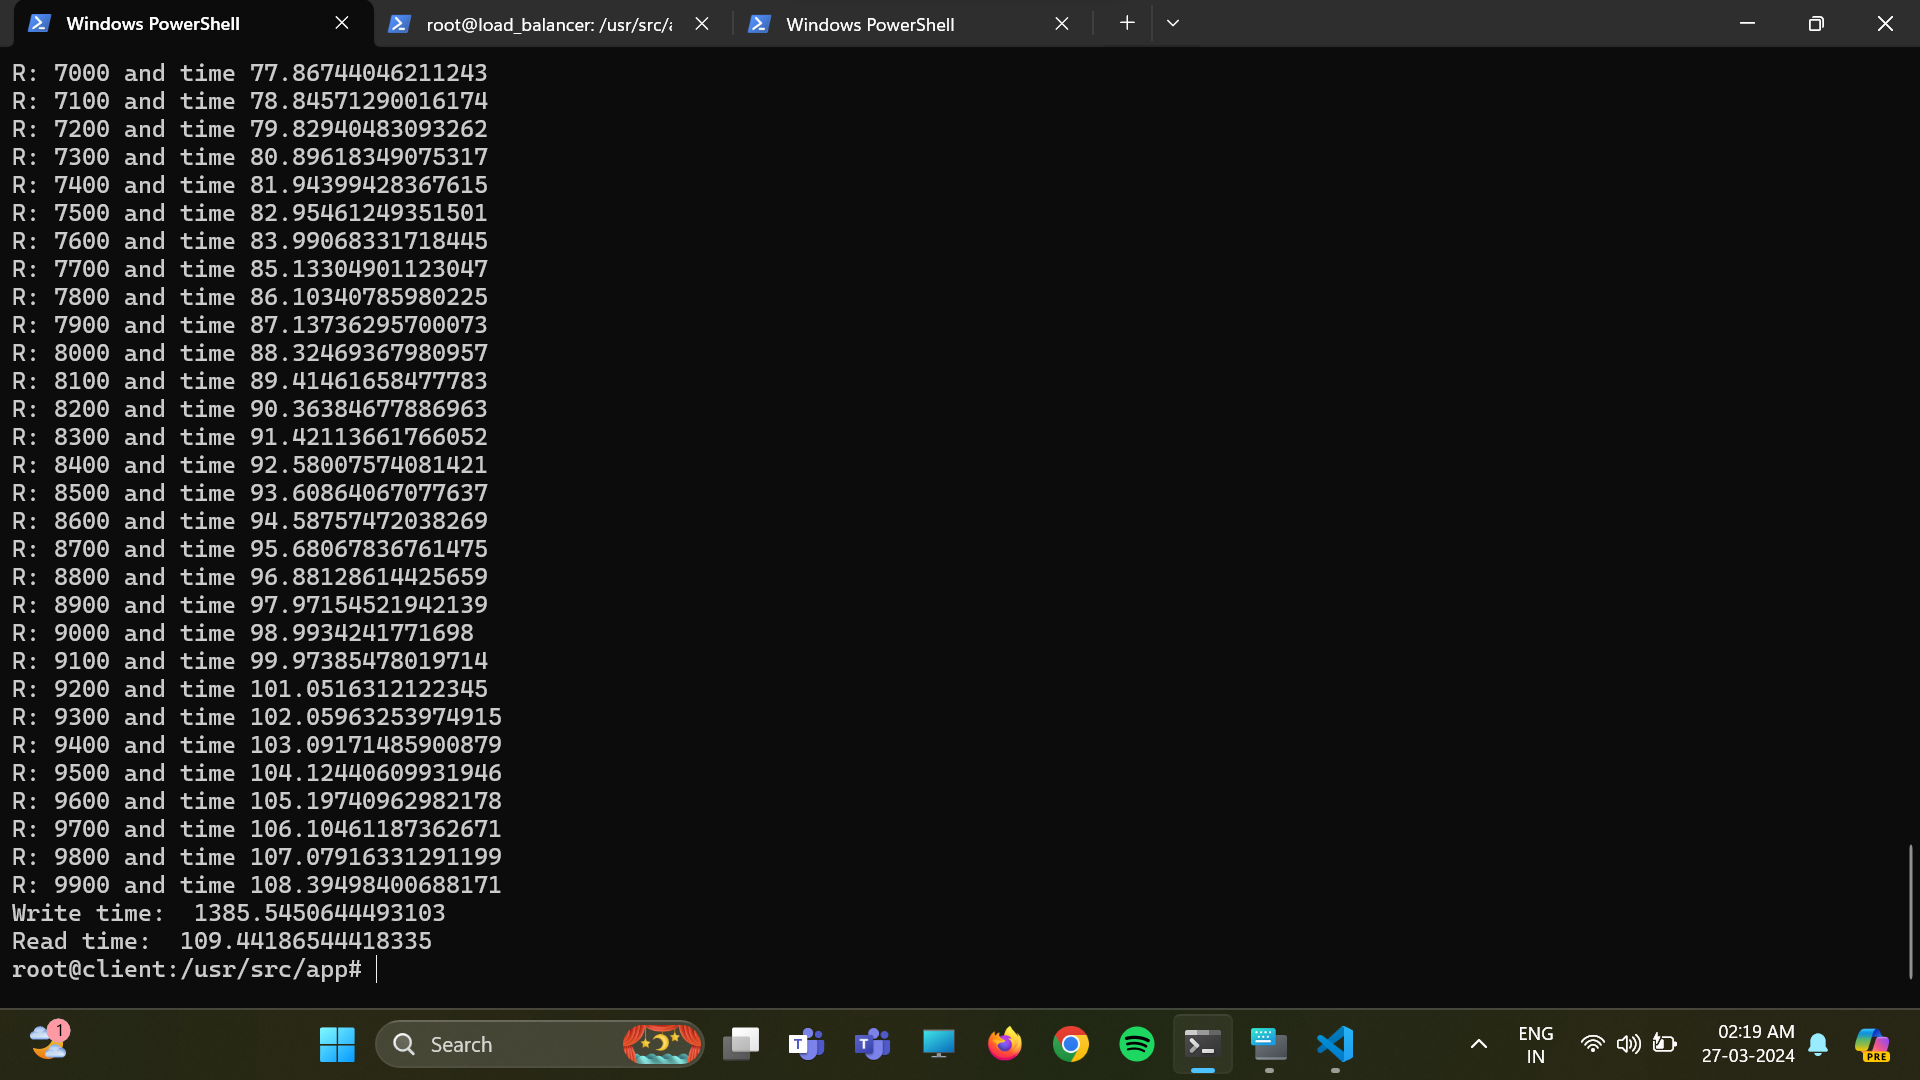 Windows PowerShell
root@load_balancer: /usr/src/a
Windows PowerShell
R: 7000 and time 77.86744046211243
R: 7100 and time 78.84571290016174
R: 7200 and time 79.82940483093262
R: 7300 and time 80.89618349075317
R: 7400 and time 81.94399428367615
R: 7500 and time 82.95461249351501
R: 7600 and time 83.99068331718445
R: 7700 and time 85.13304901123047
R: 7800 and time 86.10340785980225
R: 7900 and time 87.13736295700073
R: 8000 and time 88.32469367980957
R: 8100 and time 89.41461658477783
R: 8200 and time 90.36384677886963
R: 8300 and time 91.42113661766052
R: 8400 and time 92.58007574081421
R: 8500 and time 93.60864067077637
R: 8600 and time 94.58757472038269
R: 8700 and time 95.68067836761475
R: 8800 and time 96.88128614425659
R: 8900 and time 97.97154521942139
R: 9000 and time 98.9934241771698
R: 9100 and time 99.97385478019714
R: 9200 and time 101.0516312122345
R: 9300 and time 102.05963253974915
R: 9400 and time 103.09171485900879
R: 9500 and time 104.12440609931946
R: 9600 and time 105.19740962982178
R: 9700 and time 106.10461187362671
R: 9800 and time 107.07916331291199
R: 9900 and time 108.39498400688171
Write time:  1385.5450644493103
Read time:  109.44186544418335
root@client:/usr/src/app#
1
Search
ENG
IN
02:19 AM
27-03-2024
PRE